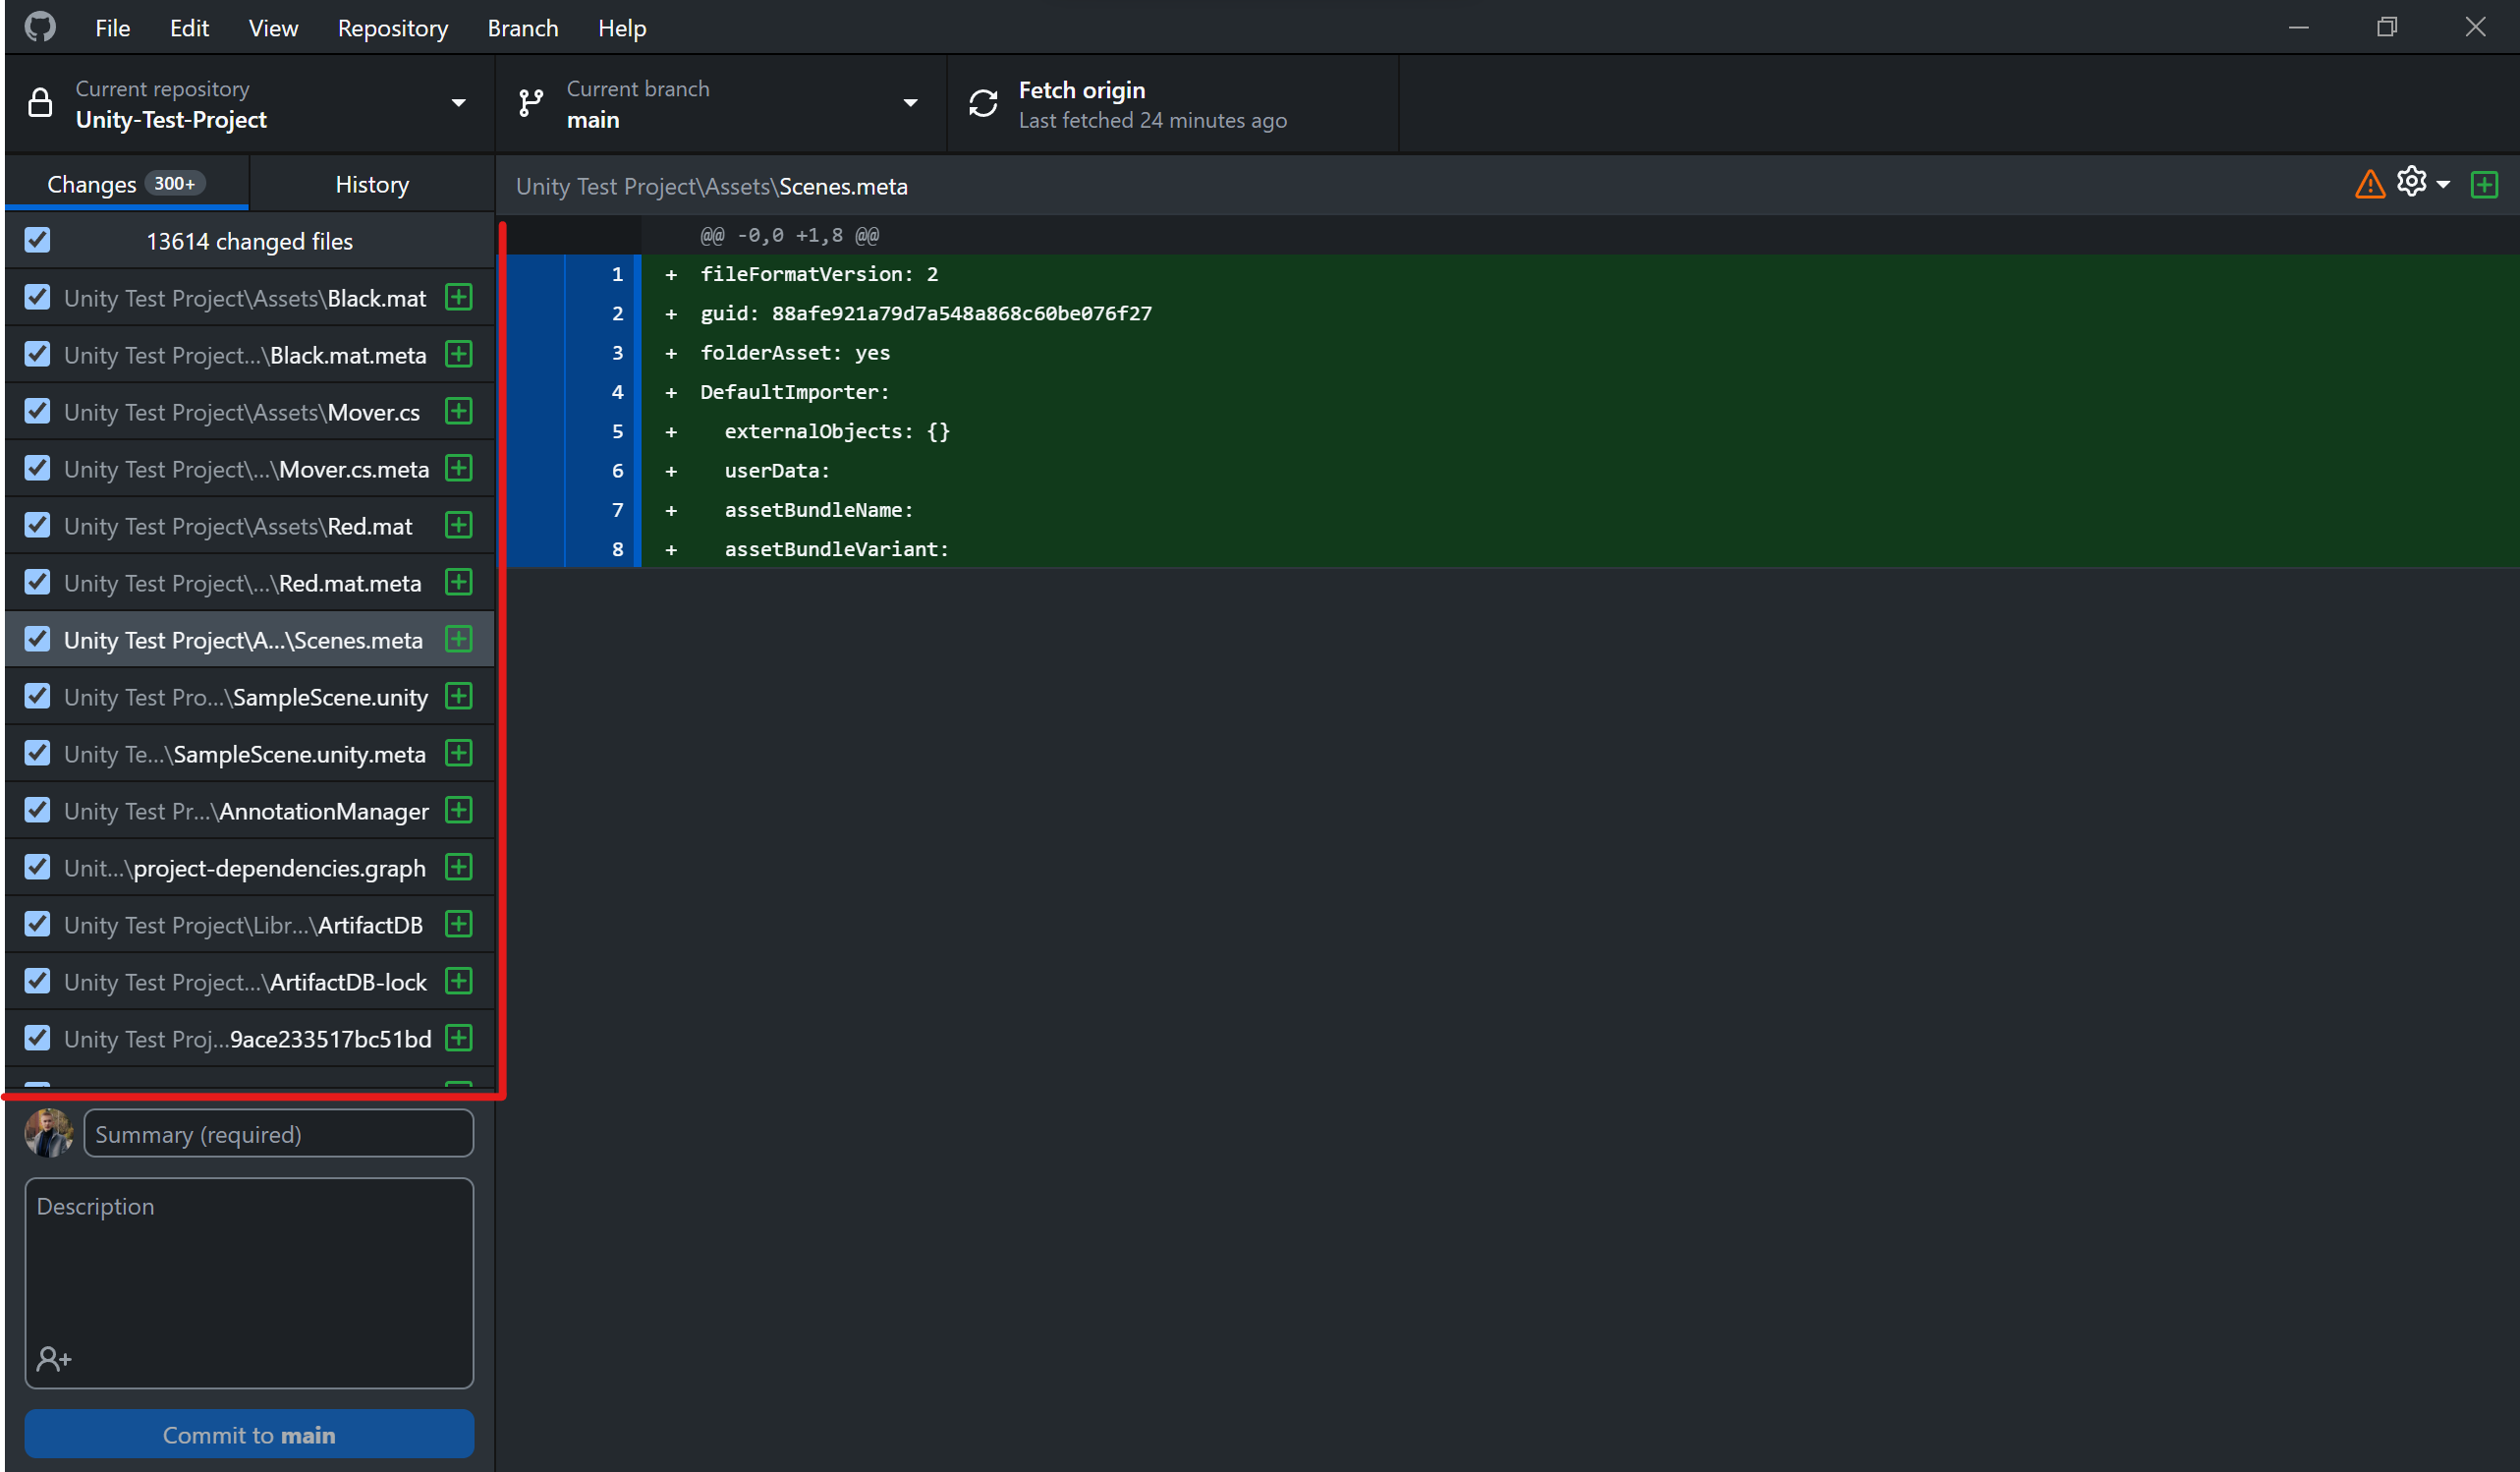 File Edit View Repository Branch Help
Current repository
Unity-Test-Project
Current branch
main
Fetch origin
Last fetched 24 minutes ago
Changes 300+
History
13614 changed files
Unity Test Project\Assets\Black.mat
Unity Test Project...\Black.mat.meta
Unity Test Project\Assets\Mover.cs
Unity Test Project\...\Mover.cs.meta
Unity Test Project\Assets\Red.mat
Unity Test Project\...\Red.mat.meta
Unity Test Project\A...\Scenes.meta
Unity Test Pro...\SampleScene.unity
Unity Te...\SampleScene.unity.meta
Unity Test Pr...\AnnotationManager
Unit...\project-dependencies.graph
Unity Test Project\Libr...\ArtifactDB
Unity Test Project...\ArtifactDB-lock
Unity Test Proj...9ace233517bc51bd
Summary (required)
Description
Commit to main
Unity Test Project\Assets\Scenes.meta
@@ -0,0 +1,8 @@
1 + fileFormatVersion: 2
2 + guid: 88afe921a79d7a548a868c60be076f27
3 + folderAsset: yes
4 + DefaultImporter:
5 + externalObjects: {}
6 + userData:
7 + assetBundleName:
8 + assetBundleVariant: